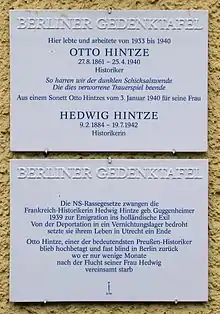 BERLINER GEDENKTAFEL
Hier lebte und arbeitete von 1933 bis 1940
OTTO HINTZE
27.8.1861 – 25.4.1940
Historiker
So harren wir der dunklen Schicksalswende
Die dies verworrene Trauerspiel beende
Aus einem Sonett Otto Hintzes vom 3. Januar 1940 für seine Frau
HEDWIG HINTZE
9.2.1884 – 19.7.1942
Historikerin
BERLINER GEDENKTAFEL
Die NS-Rassegesetze zwangen die
Frankreich-Historikerin Hedwig Hintze geb. Guggenheimer
1939 zur Emigration ins holländische Exil
Von der Deportation in ein Vernichtungslager bedroht
setzte sie ihrem Leben in Utrecht ein Ende
Otto Hintze, einer der bedeutendsten Preußen-Historiker
blieb hochbetagt und fast blind in Berlin zurück
wo er nur wenige Monate
nach der Flucht seiner Frau Hedwig
vereinsamt starb